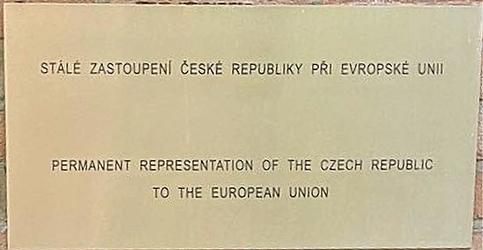 STÁLÉ ZASTOUPENÍ ČESKÉ REPUBLIKY PŘI EVROPSKÉ UNII
PERMANENT REPRESENTATION OF THE CZECH REPUBLIC
TO THE EUROPEAN UNION